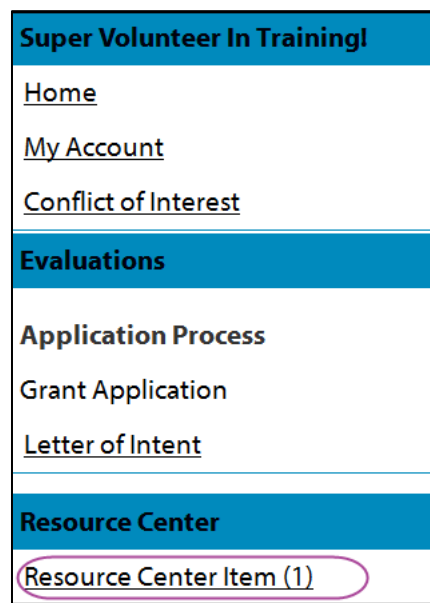 Super Volunteer In Training!
Home
My Account
Conflict of Interest
Evaluations
Application Process
Grant Application
Letter of Intent
Resource Center
Resource Center Item (1)